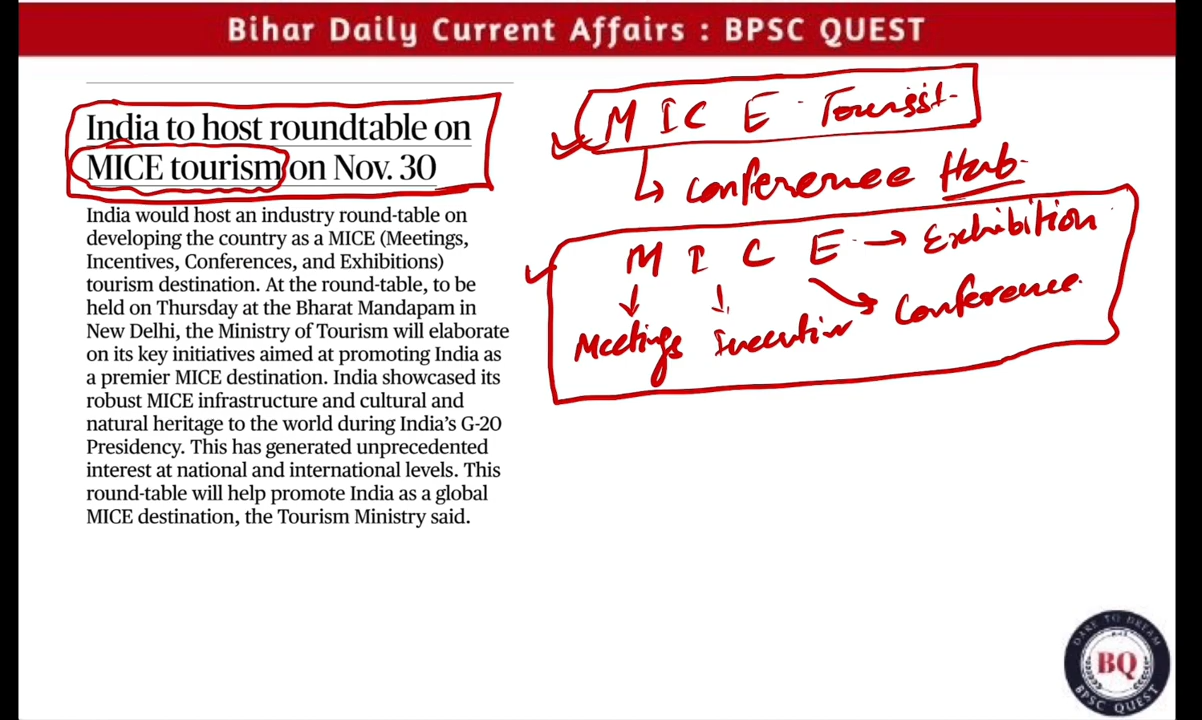 Bihar Daily Current Affairs : BPSC QUEST
India to host roundtable on
MICE tourism on Nov. 30
India would host an industry round-table on
developing the country as a MICE (Meetings,
Incentives, Conferences, and Exhibitions)
tourism destination. At the round-table, to be
held on Thursday at the Bharat Mandapam in
New Delhi, the Ministry of Tourism will elaborate
on its key initiatives aimed at promoting India as
a premier MICE destination. India showcased its
robust MICE infrastructure and cultural and
natural heritage to the world during India's G-20
Presidency. This has generated unprecedented
interest at national and international levels. This
round-table will help promote India as a global
MICE destination, the Tourism Ministry said.
M I C E Tourist
Conference Hub
M I C E → Exhibition
Meetings Conference
DARE TO DREAM
BQ
BPSC QUEST